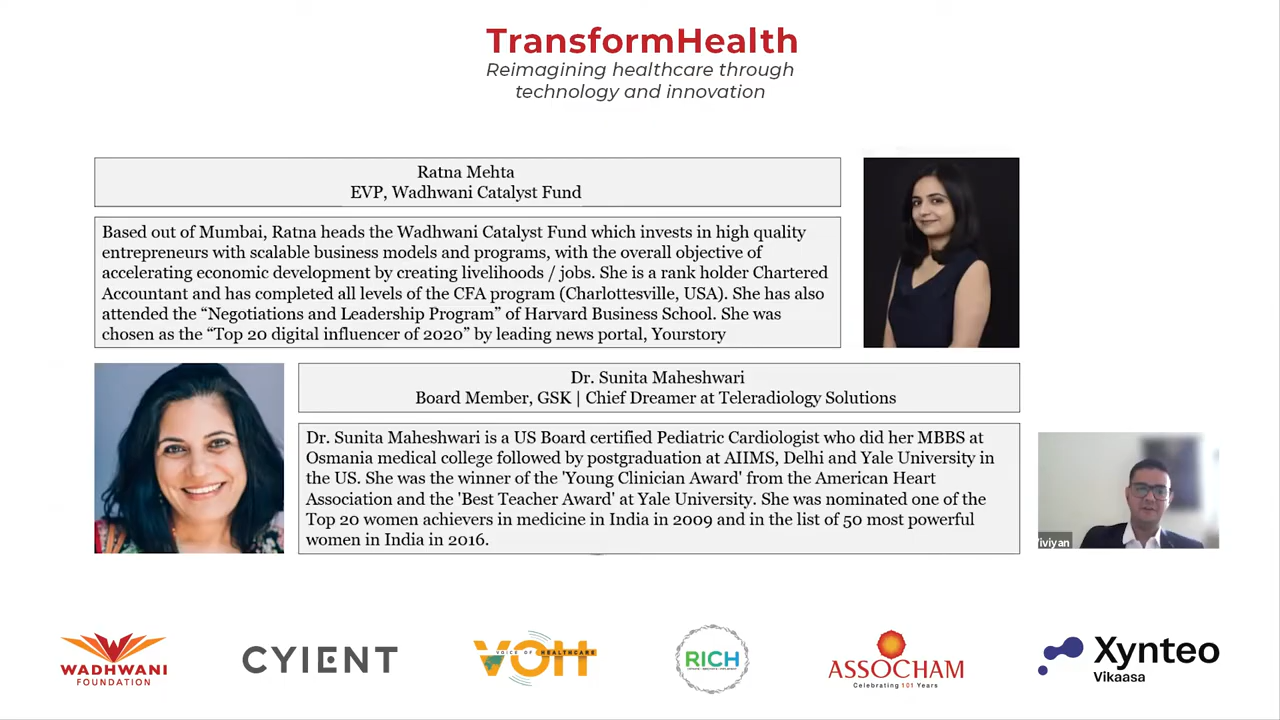 TransformHealth
Reimagining healthcare through
technology and innovation
Ratna Mehta
EVP, Wadhwani Catalyst Fund
Based out of Mumbai, Ratna heads the Wadhwani Catalyst Fund which invests in high quality
entrepreneurs with scalable business models and programs, with the overall objective of
accelerating economic development by creating livelihoods / jobs. She is a rank holder Chartered
Accountant and has completed all levels of the CFA program (Charlottesville, USA). She has also
attended the “Negotiations and Leadership Program” of Harvard Business School. She was
chosen as the “Top 20 digital influencer of 2020” by leading news portal, Yourstory
Dr. Sunita Maheshwari
Board Member, GSK | Chief Dreamer at Teleradiology Solutions
Dr. Sunita Maheshwari is a US Board certified Pediatric Cardiologist who did her MBBS at
Osmania medical college followed by postgraduation at AIIMS, Delhi and Yale University in
the US. She was the winner of the 'Young Clinician Award' from the American Heart
Association and the 'Best Teacher Award' at Yale University. She was nominated one of the
Top 20 women achievers in medicine in India in 2009 and in the list of 50 most powerful
women in India in 2016.
iviyan
WADHWANI
FOUNDATION
CYIENT
VOH
VOICE OF HEALTHCARE
RICH
ASSOCHAM
Celebrating 101 Years
Xynteo
Vikaasa